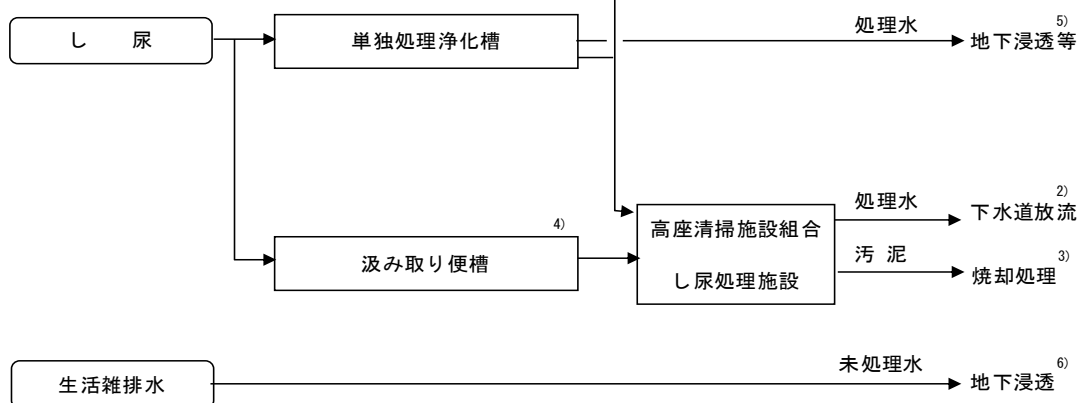 し　尿
単独処理浄化槽
処理水
地下浸透等 5)
汲み取り便槽 4)
高座清掃施設組合
し尿処理施設
処理水
下水道放流 2)
汚泥
焼却処理 3)
生活雑排水
未処理水
地下浸透 6)